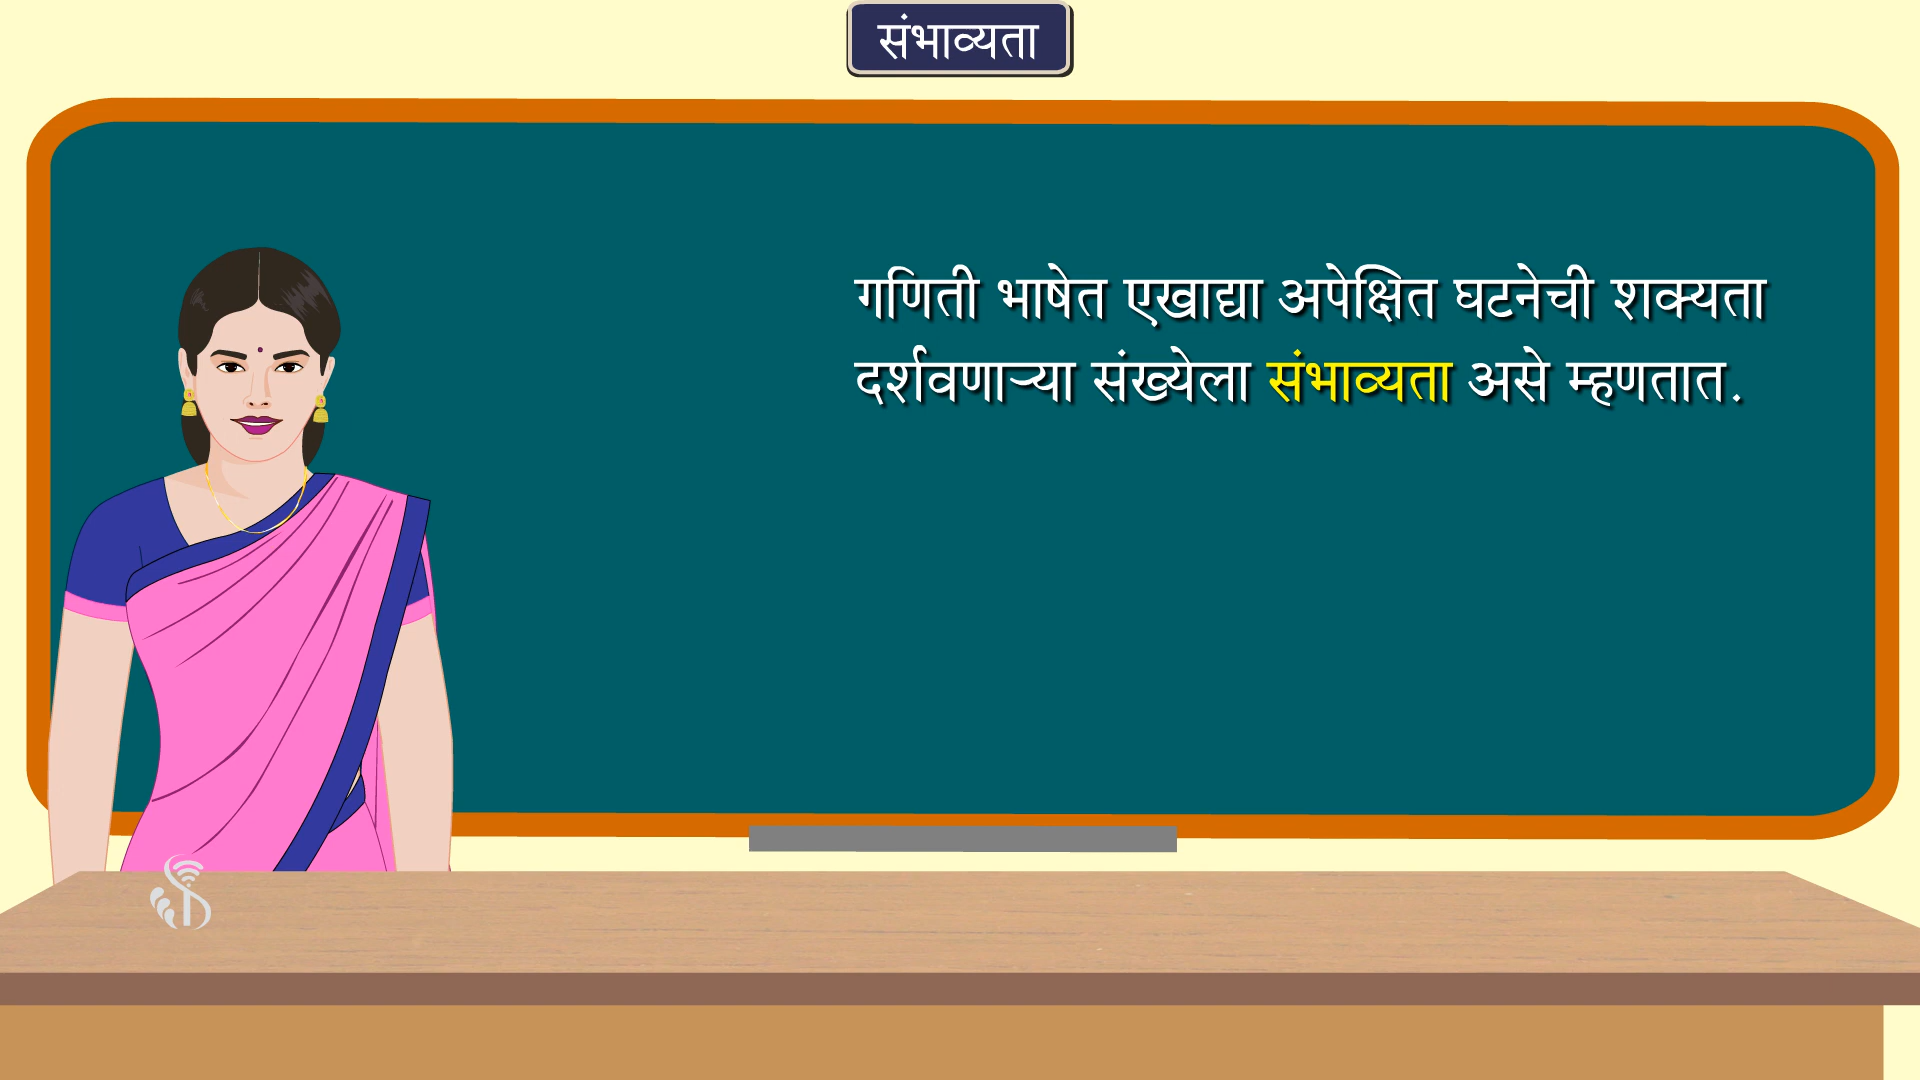 संभाव्यता
गणिती भाषेत एखाद्या अपेक्षित घटनेची शक्यता
दर्शवणाऱ्या संख्येला संभाव्यता असे म्हणतात.